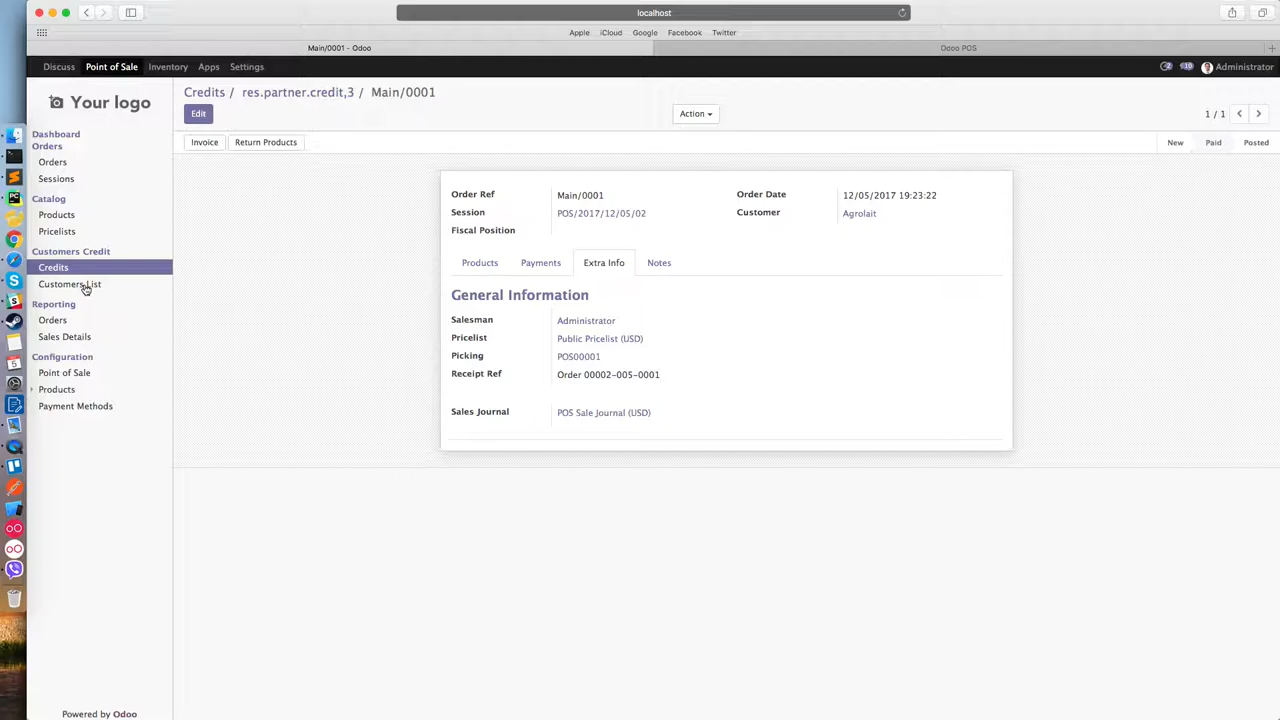 localhost
Apple iCloud Google Facebook Twitter
Main/0001 - Odoo
Odoo POS
Discuss Point of Sale Inventory Apps Settings
Administrator
Your logo
Dashboard
Orders
Orders
Sessions
Catalog
Products
Pricelists
Customers Credit
Credits
Customers List
Reporting
Orders
Sales Details
Configuration
Point of Sale
Products
Payment Methods
Powered by Odoo
Credits / res.partner.credit,3 / Main/0001
Edit
Action
1 / 1
Invoice Return Products
New Paid Posted
Order Ref Main/0001
Order Date 12/05/2017 19:23:22
Session POS/2017/12/05/02
Customer Agrolait
Fiscal Position
Products Payments Extra Info Notes
General Information
Salesman Administrator
Pricelist Public Pricelist (USD)
Picking POS00001
Receipt Ref Order 00002-005-0001
Sales Journal POS Sale Journal (USD)